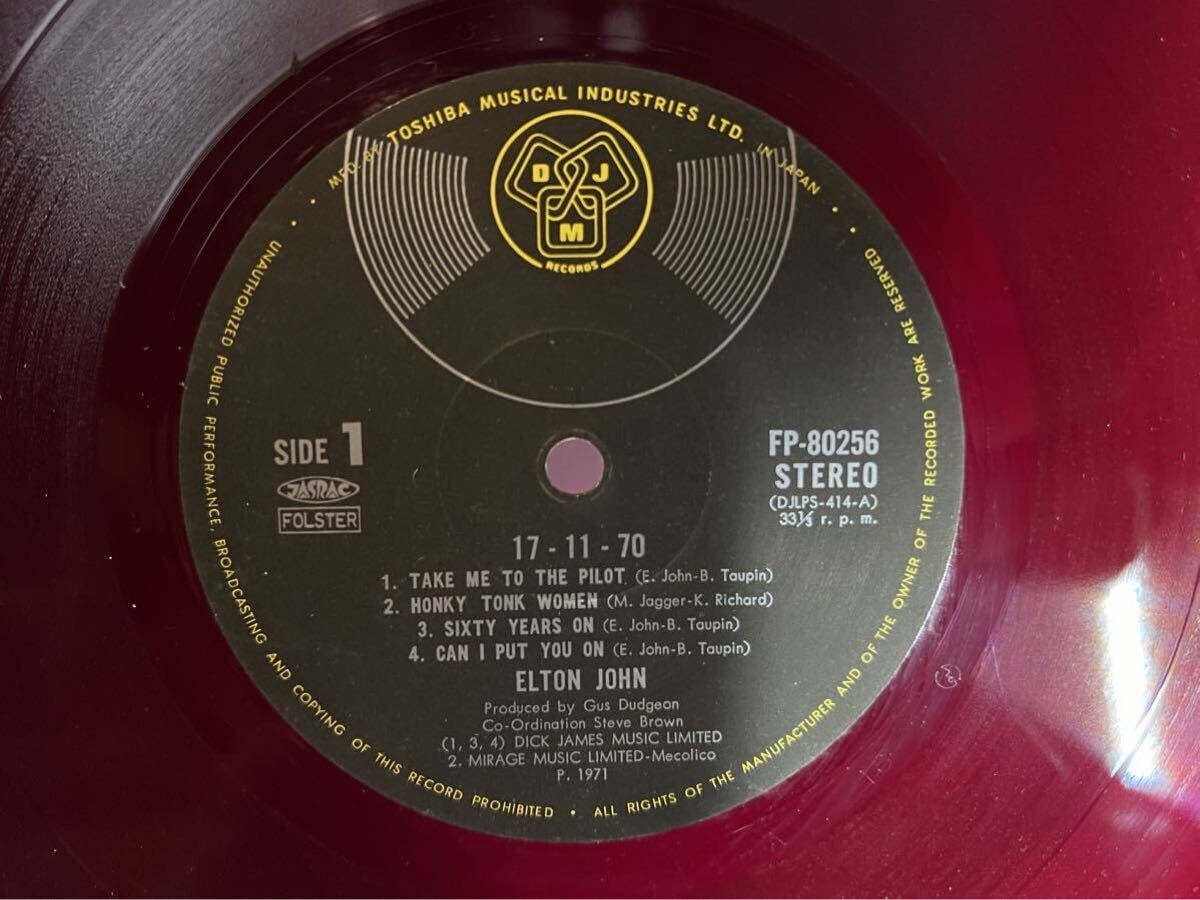 MFD. BY TOSHIBA MUSICAL INDUSTRIES LTD. IN JAPAN
D J
M
RECORDS
SIDE 1
JASRAC
FOLSTER
FP-80256
STEREO
(DJLPS-414-A)
33⅓ r. p. m.
17-11-70
1. TAKE ME TO THE PILOT (E. John-B. Taupin)
2. HONKY TONK WOMEN (M. Jagger-K. Richard)
3. SIXTY YEARS ON (E. John-B. Taupin)
4. CAN I PUT YOU ON (E. John-B. Taupin)
ELTON JOHN
Produced by Gus Dudgeon
Co-Ordination Steve Brown
(1, 3, 4) DICK JAMES MUSIC LIMITED
2. MIRAGE MUSIC LIMITED-Mecolico
P. 1971
UNAUTHORIZED PUBLIC PERFORMANCE, BROADCASTING AND COPYING OF THIS RECORD PROHIBITED • ALL RIGHTS OF THE MANUFACTURER AND OF THE OWNER OF THE RECORDED WORK ARE RESERVED